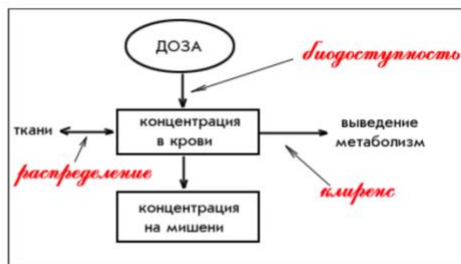 ДОЗА
биодоступность
концентрация
в крови
ткани
выведение
метаболизм
распределение
клиренс
концентрация
на мишени